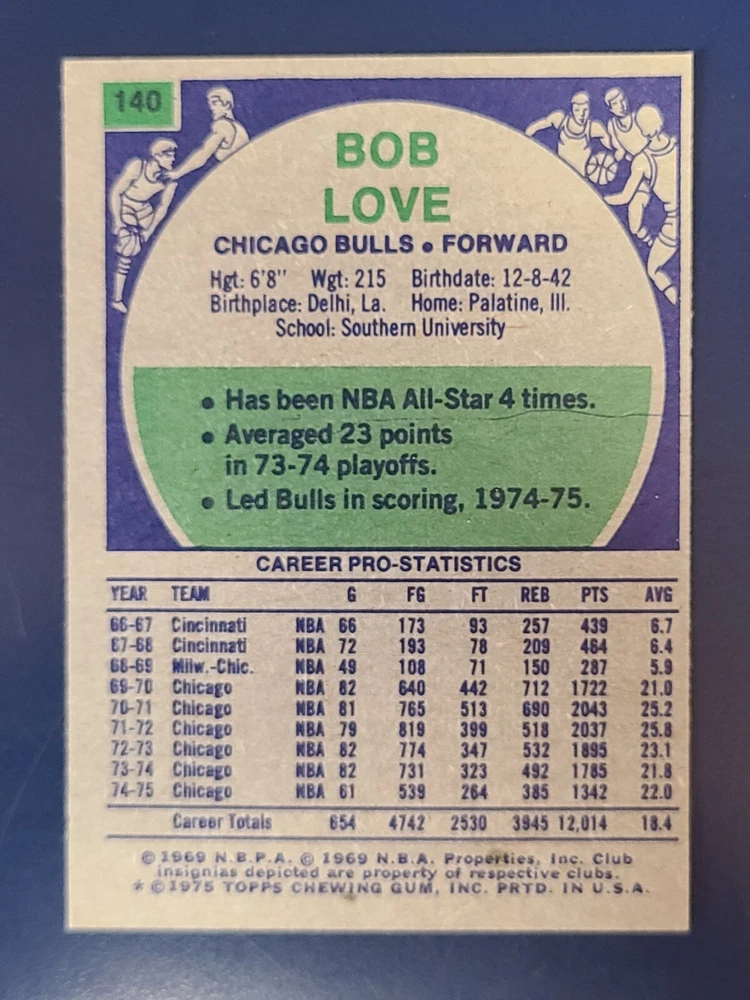 140
BOB
LOVE
CHICAGO BULLS • FORWARD
Hgt: 6'8" Wgt: 215 Birthdate: 12-8-42
Birthplace: Delhi, La. Home: Palatine, Ill.
School: Southern University
• Has been NBA All-Star 4 times.
• Averaged 23 points
in 73-74 playoffs.
• Led Bulls in scoring, 1974-75.
CAREER PRO-STATISTICS
YEAR TEAM G FG FT REB PTS AVG
66-67 Cincinnati NBA 66 173 93 257 439 6.7
67-68 Cincinnati NBA 72 193 78 209 464 6.4
68-69 Milw.-Chic. NBA 49 108 71 150 287 5.9
69-70 Chicago NBA 82 640 442 712 1722 21.0
70-71 Chicago NBA 81 765 513 690 2043 25.2
71-72 Chicago NBA 79 819 399 518 2037 25.8
72-73 Chicago NBA 82 774 347 532 1895 23.1
73-74 Chicago NBA 82 731 323 492 1785 21.8
74-75 Chicago NBA 61 539 264 385 1342 22.0
Career Totals 654 4742 2530 3945 12,014 18.4
© 1969 N.B.P.A. © 1969 N.B.A. Properties, Inc. Club
insignias depicted are property of respective clubs.
* © 1975 TOPPS CHEWING GUM, INC. PRTD. IN U.S.A.